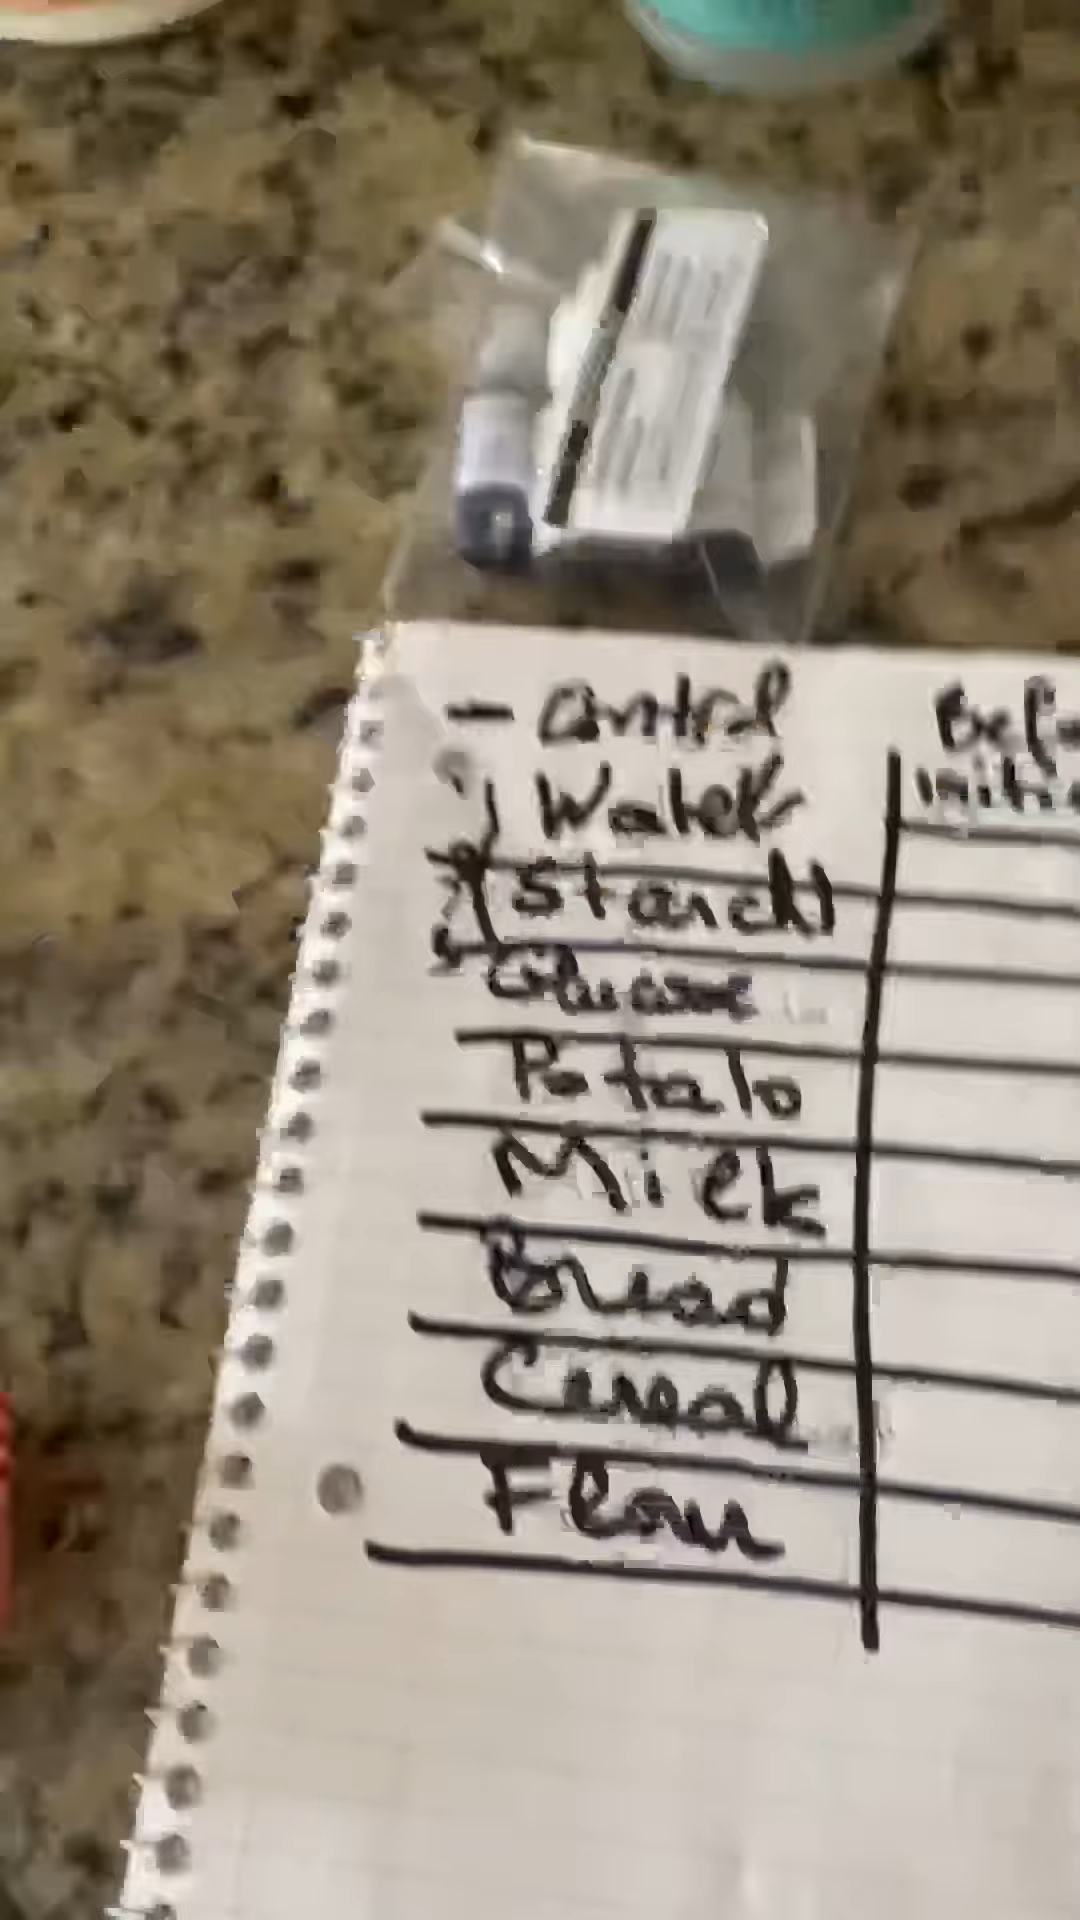 - Control
Water
Starch
Glucose
Potato
Milk
Bread
Cereal
Flour